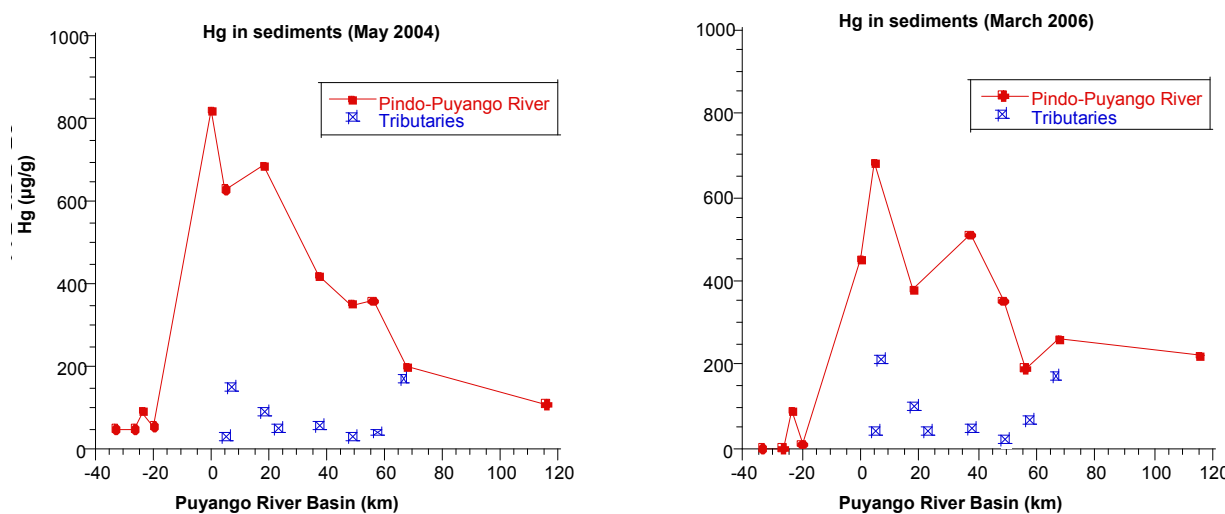 Hg in sediments (May 2004)
1000
800
600
400
200
0
Hg (µg/g)
Pindo-Puyango River
Tributaries
-40 -20 0 20 40 60 80 100 120
Puyango River Basin (km)
Hg in sediments (March 2006)
1000
800
600
400
200
0
Pindo-Puyango River
Tributaries
-40 -20 0 20 40 60 80 100 120
Puyango River Basin (km)